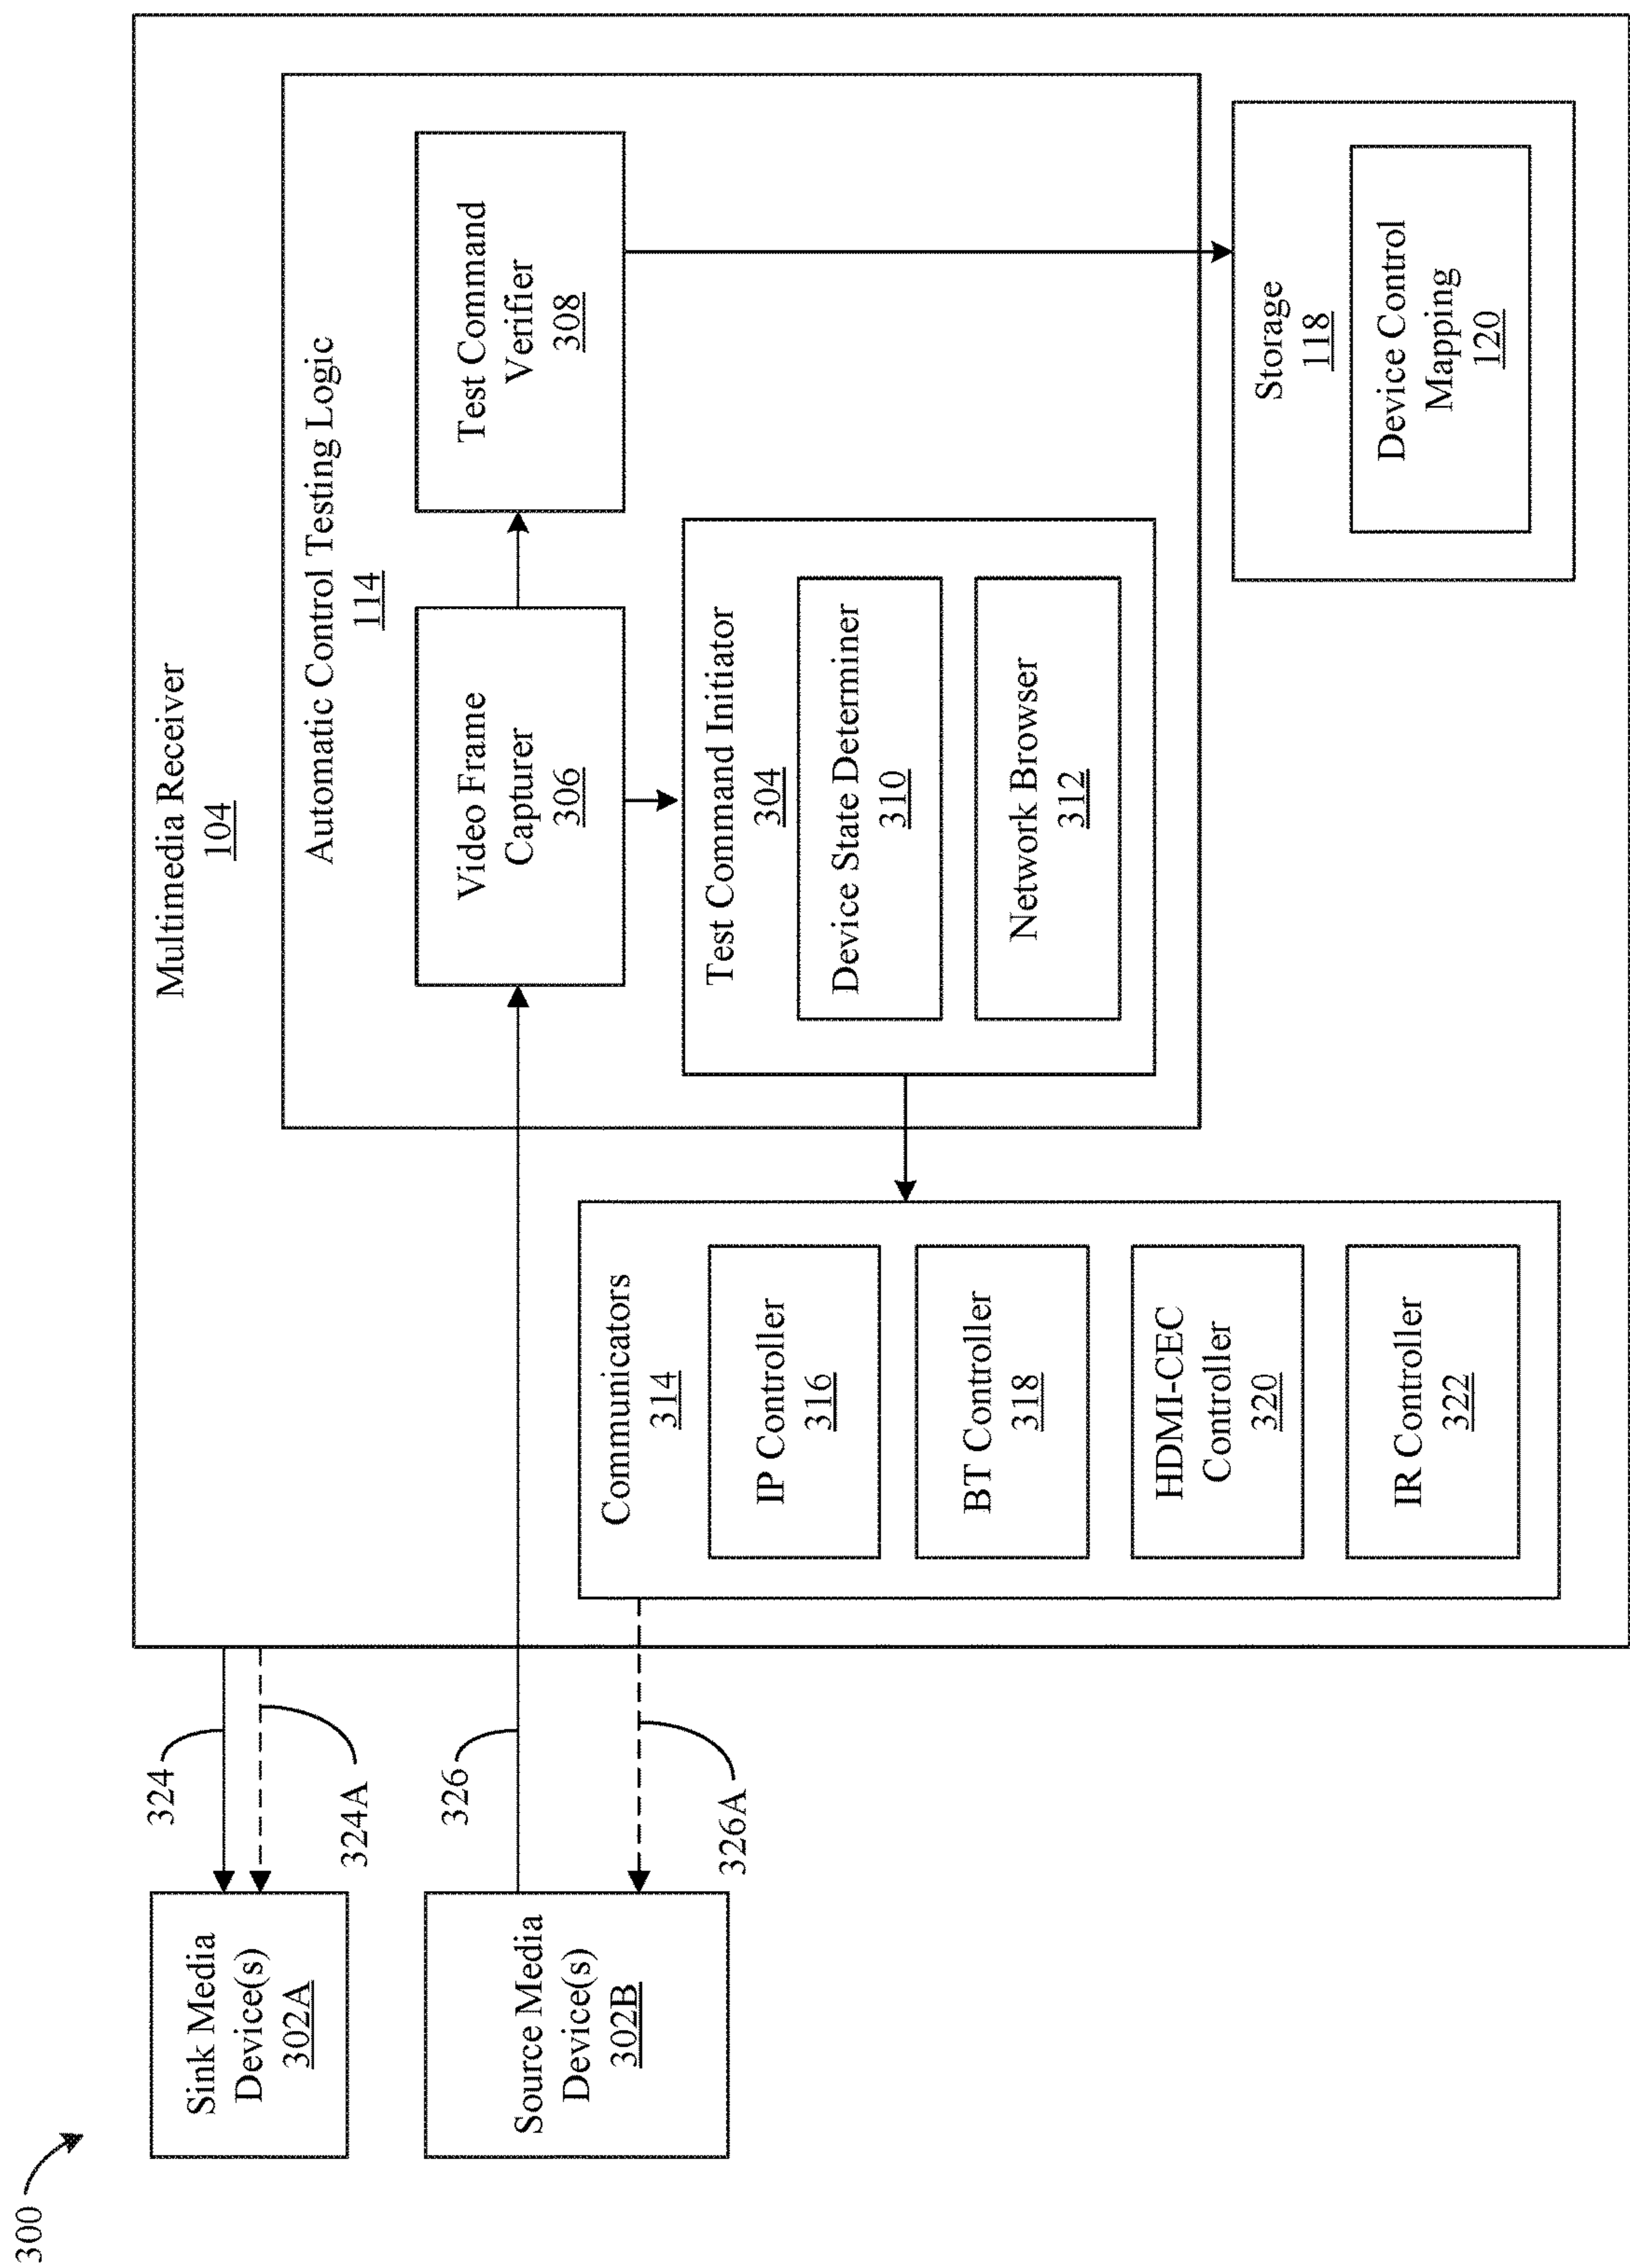 300
Sink Media
Device(s)
302A
Source Media
Device(s)
302B
324
324A
326
326A
Multimedia Receiver
104
Communicators
314
IP Controller
316
BT Controller
318
HDMI-CEC
Controller
320
IR Controller
322
Automatic Control Testing Logic
114
Video Frame
Capturer
306
Test Command
Verifier
308
Test Command Initiator
304
Device State Determiner
310
Network Browser
312
Storage
118
Device Control
Mapping
120